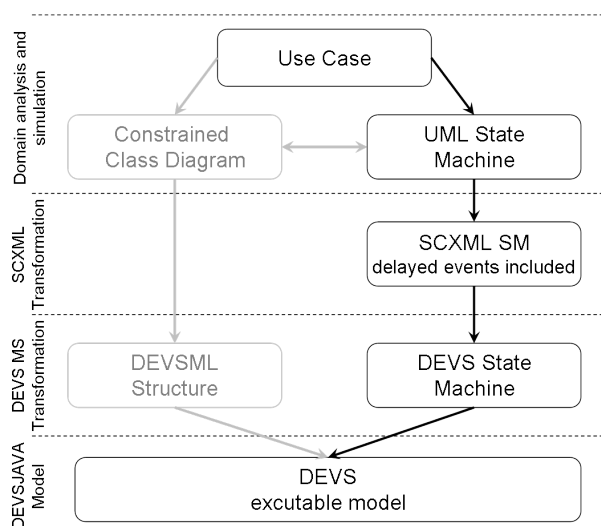 Domain analysis and
simulation
Use Case
Constrained
Class Diagram
UML State
Machine
SCXML
Transformation
SCXML SM
delayed events included
DEVS MS
Transformation
DEVSML
Structure
DEVS State
Machine
DEVSJAVA
Model
DEVS
excutable model